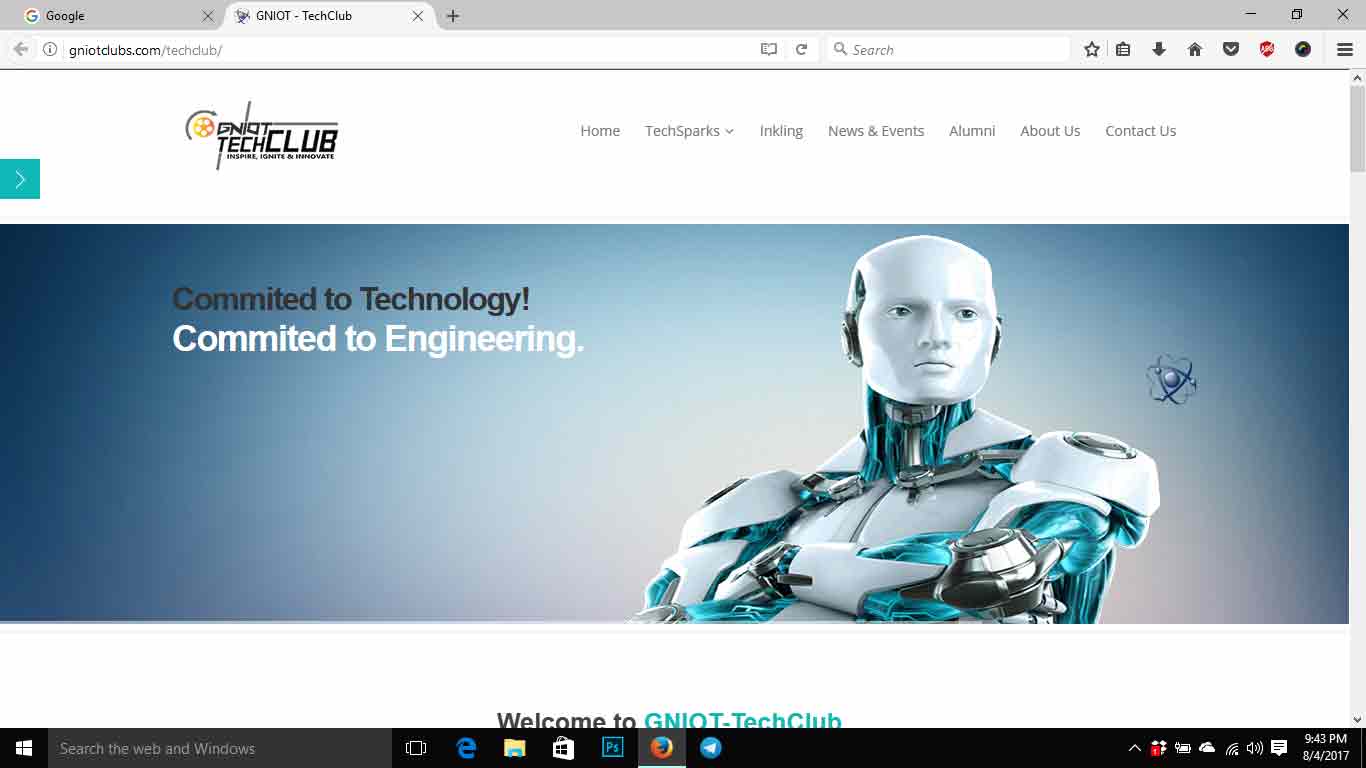 Google
GNIOT - TechClub
gniotclubs.com/techclub/
Search
GNIOT
TECHCLUB
INSPIRE, IGNITE & INNOVATE
Home TechSparks Inkling News & Events Alumni About Us Contact Us
Commited to Technology!
Commited to Engineering.
Welcome to GNIOT-TechClub
Search the web and Windows
Ps
1
9:43 PM
8/4/2017